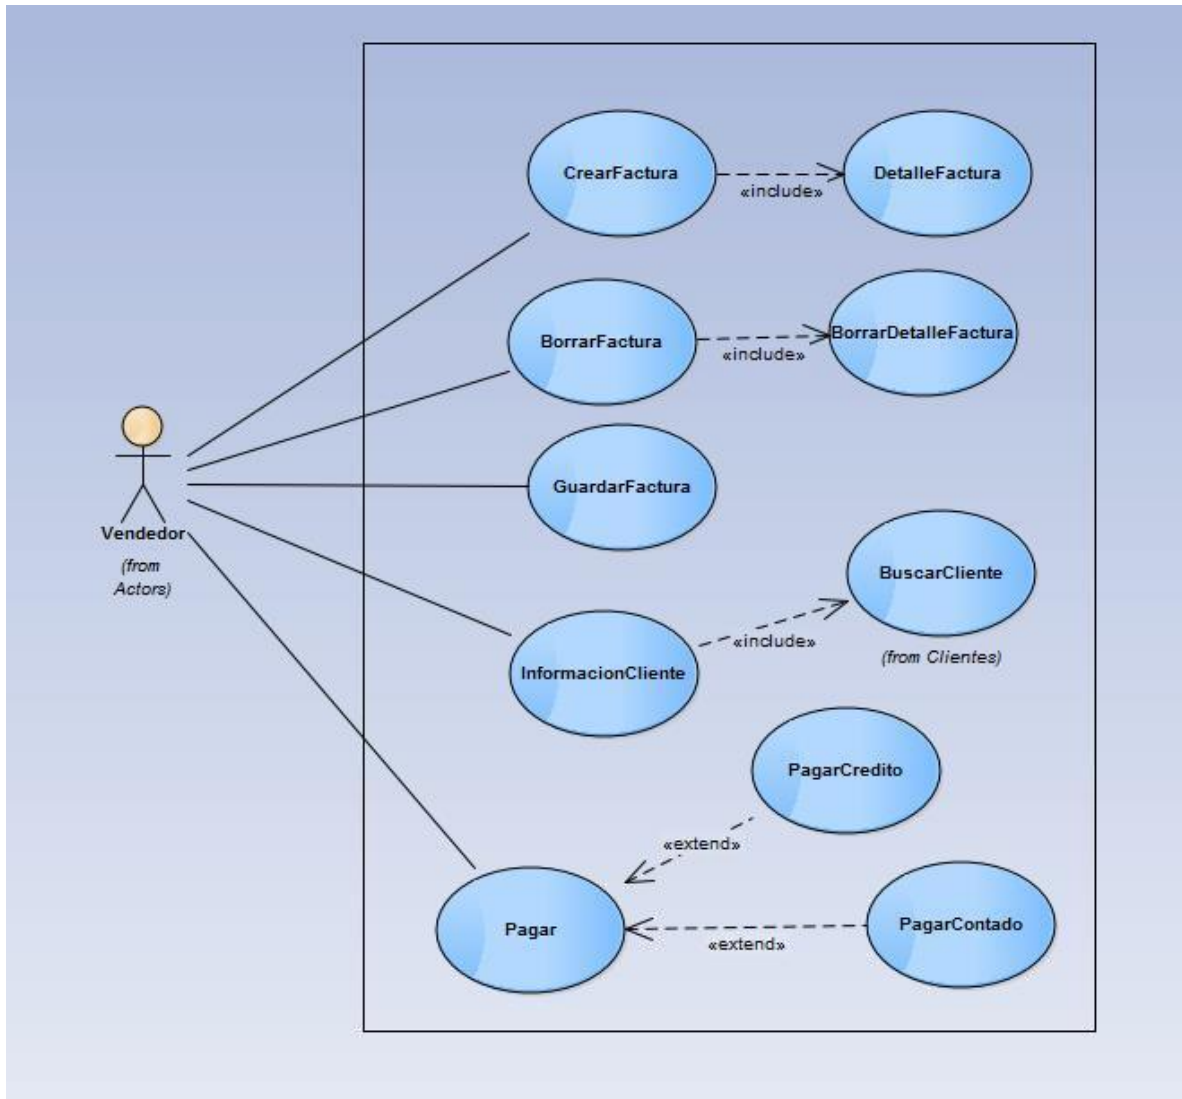 CrearFactura
«include»
DetalleFactura
BorrarFactura
«include»
BorrarDetalleFactura
GuardarFactura
Vendedor
(from
Actors)
BuscarCliente
(from Clientes)
«include»
InformacionCliente
PagarCredito
«extend»
Pagar
«extend»
PagarContado